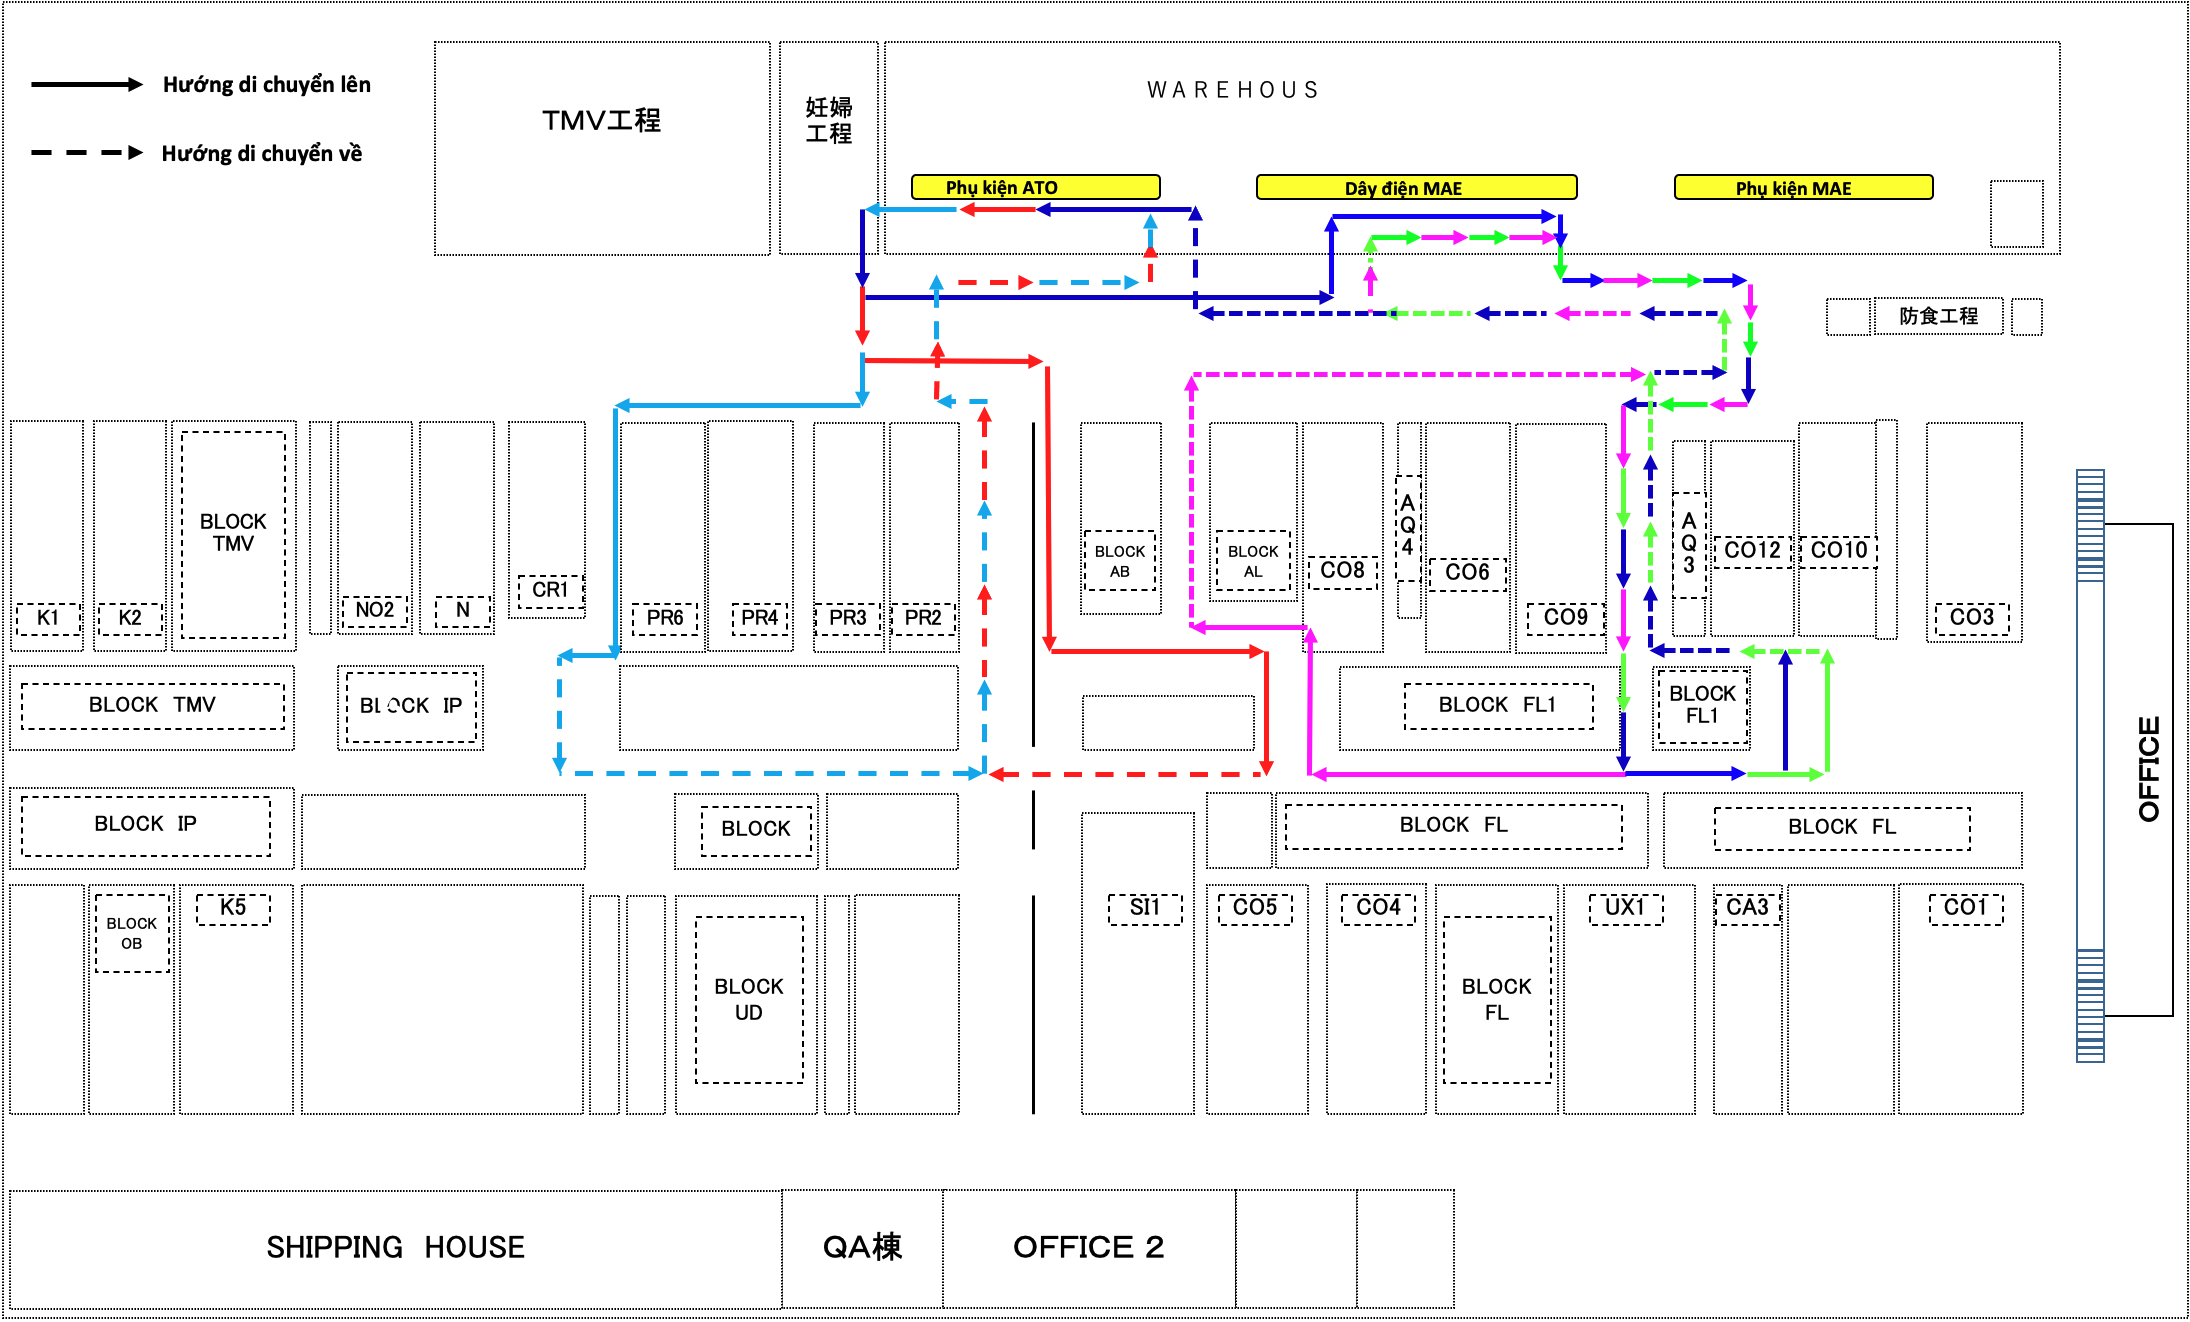 Hướng di chuyển lên
Hướng di chuyển về
TMV工程
妊婦
工程
WAREHOUS
Phụ kiện ATO
Dây điện MAE
Phụ kiện MAE
防食工程
K1
K2
BLOCK
TMV
NO2
N
CR1
PR6
PR4
PR3
PR2
BLOCK
AB
BLOCK
AL
CO8
A
Q
4
CO6
CO9
A
Q
3
CO12
CO10
CO3
BLOCK TMV
BLOCK IP
BLOCK FL1
BLOCK
FL1
OFFICE
BLOCK IP
BLOCK
BLOCK FL
BLOCK FL
BLOCK
OB
K5
BLOCK
UD
SI1
CO5
CO4
BLOCK
FL
UX1
CA3
CO1
SHIPPING HOUSE
QA棟
OFFICE 2